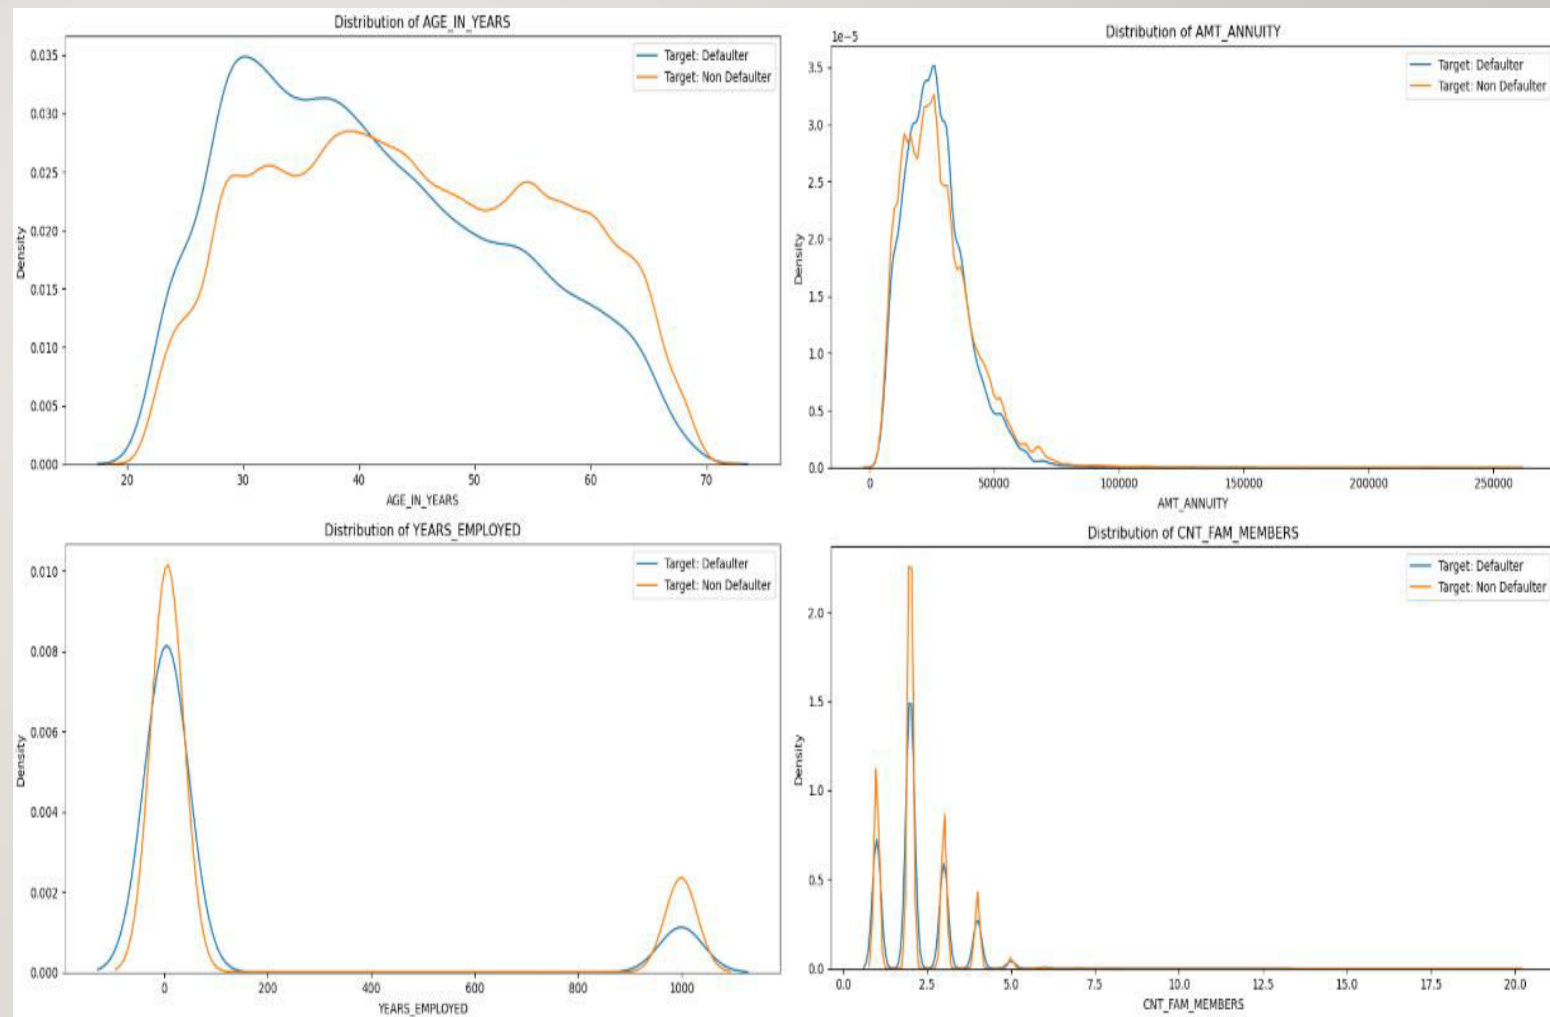 Distribution of AGE_IN_YEARS
Target: Defaulter
Target: Non Defaulter
0.035
0.030
0.025
0.020
0.015
0.010
0.005
0.000
Density
20 30 40 50 60 70
AGE_IN_YEARS
Distribution of AMT_ANNUITY
1e-5
Target: Defaulter
Target: Non Defaulter
3.5
3.0
2.5
2.0
1.5
1.0
0.5
0.0
Density
0 50000 100000 150000 200000 250000
AMT_ANNUITY
Distribution of YEARS_EMPLOYED
Target: Defaulter
Target: Non Defaulter
0.010
0.008
0.006
0.004
0.002
0.000
Density
0 200 400 600 800 1000
YEARS_EMPLOYED
Distribution of CNT_FAM_MEMBERS
Target: Defaulter
Target: Non Defaulter
2.0
1.5
1.0
0.5
0.0
Density
0.0 2.5 5.0 7.5 10.0 12.5 15.0 17.5 20.0
CNT_FAM_MEMBERS